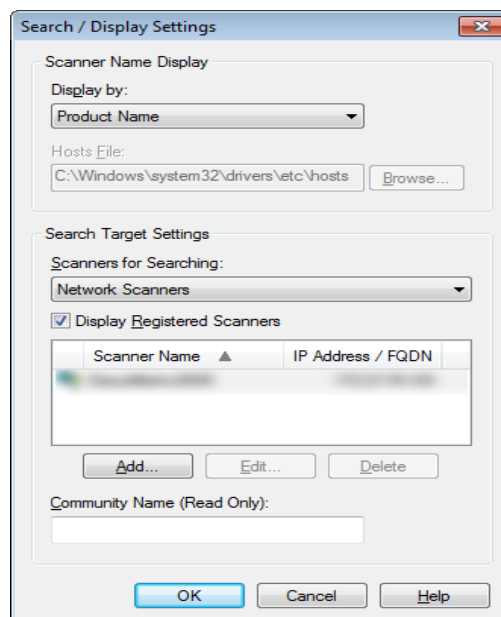 Search / Display Settings
Scanner Name Display
Display by:
Product Name
Hosts File:
C:\Windows\system32\drivers\etc\hosts Browse...
Search Target Settings
Scanners for Searching:
Network Scanners
Display Registered Scanners
Scanner Name IP Address / FQDN
Add... Edit... Delete
Community Name (Read Only):
OK Cancel Help